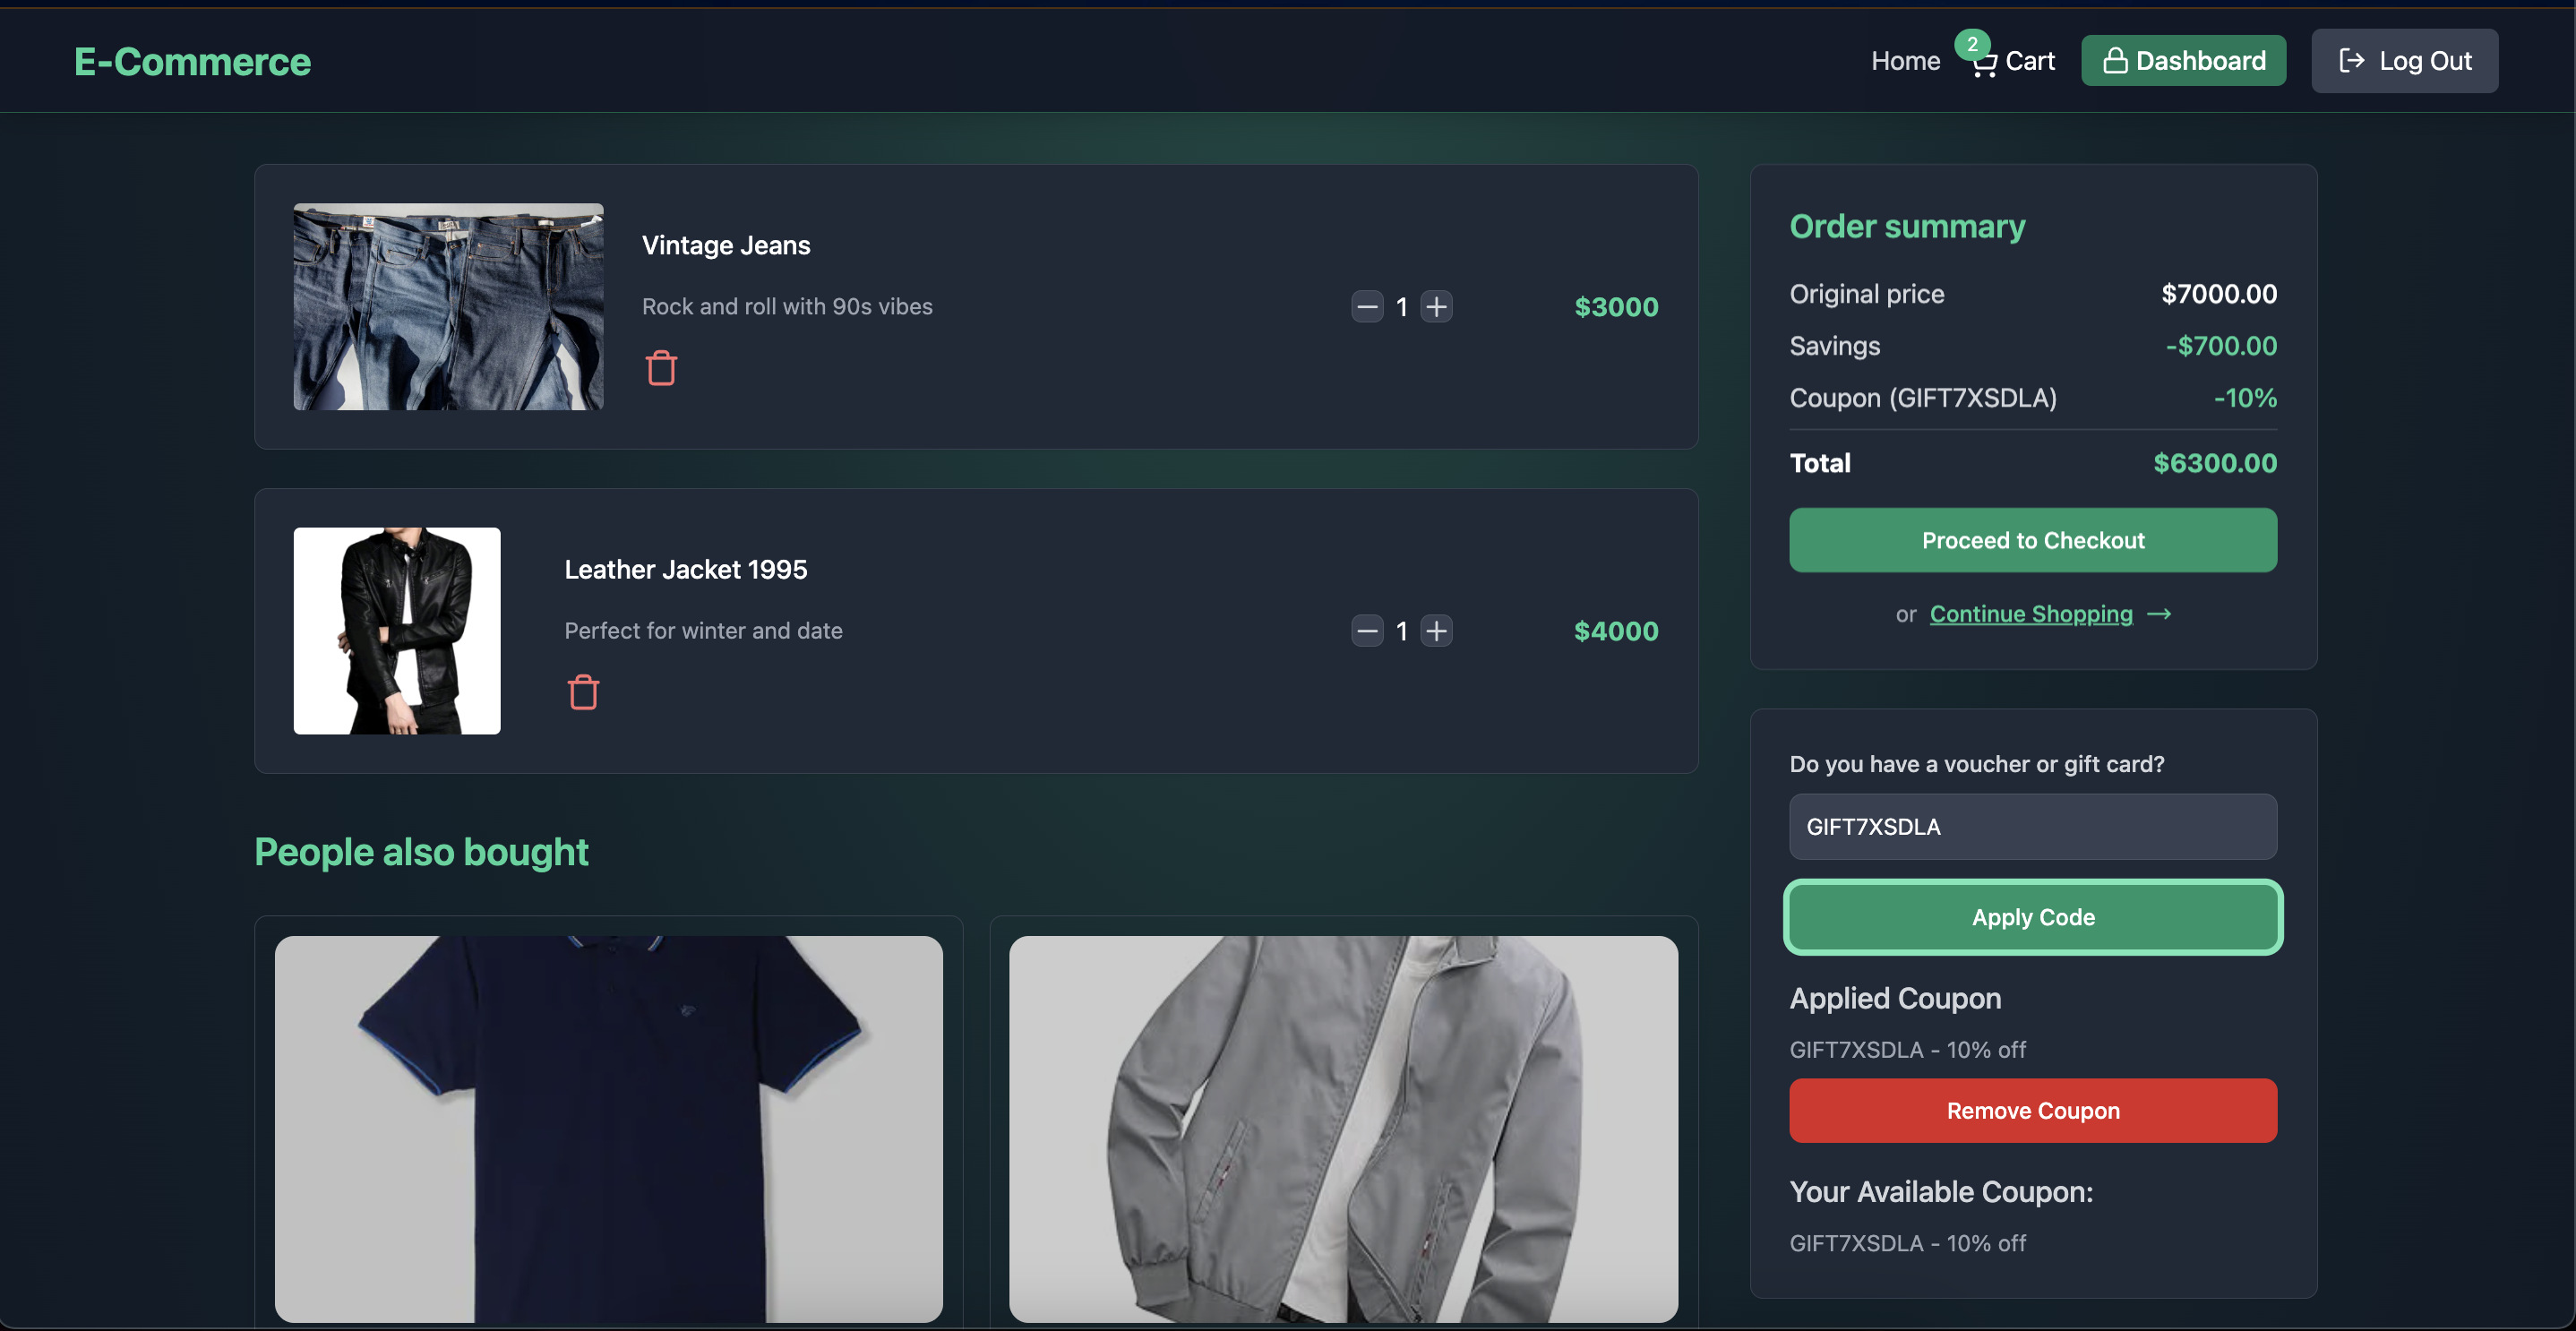 E-Commerce
Home
2
Cart
Dashboard
Log Out
Vintage Jeans
Rock and roll with 90s vibes
1
$3000
Leather Jacket 1995
Perfect for winter and date
1
$4000
People also bought
Order summary
Original price $7000.00
Savings -$700.00
Coupon (GIFT7XSDLA) -10%
Total $6300.00
Proceed to Checkout
or Continue Shopping →
Do you have a voucher or gift card?
GIFT7XSDLA
Apply Code
Applied Coupon
GIFT7XSDLA - 10% off
Remove Coupon
Your Available Coupon:
GIFT7XSDLA - 10% off